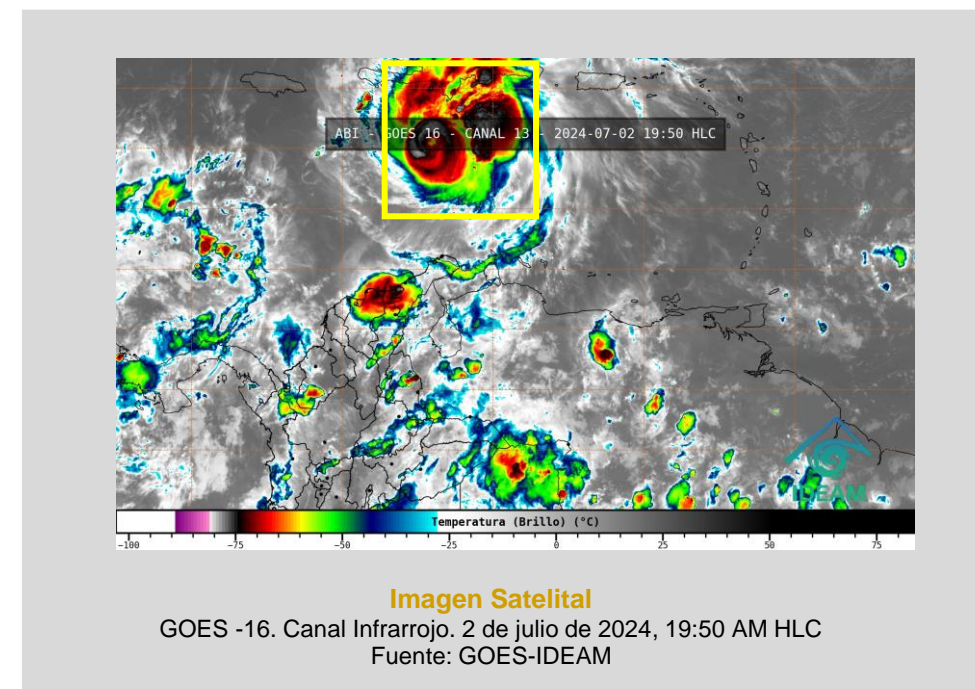 ABI - GOES 16 - CANAL 13 - 2024-07-02 19:50 HLC
IDEAM
Temperatura (Brillo) (°C)
−100 −75 −50 −25 0 25 50 75
Imagen Satelital
GOES -16. Canal Infrarrojo. 2 de julio de 2024, 19:50 AM HLC
Fuente: GOES-IDEAM